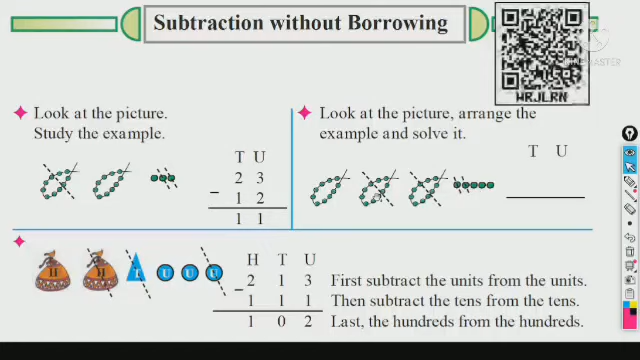 Subtraction without Borrowing
WRJLRN
Look at the picture.
Study the example.
T U
2 3
− 1 2
1 1
Look at the picture, arrange the
example and solve it.
T U
H H T U U U
H T U
2 1 3 First subtract the units from the units.
− 1 1 1 Then subtract the tens from the tens.
1 0 2 Last, the hundreds from the hundreds.